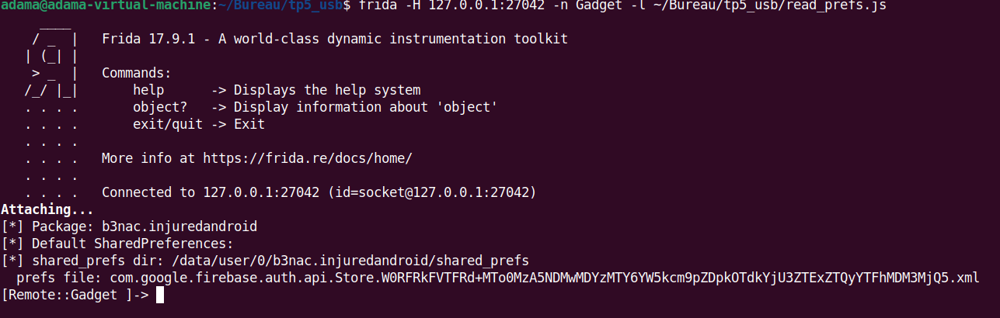 adama@adama-virtual-machine:~/Bureau/tp5_usb$ frida -H 127.0.0.1:27042 -n Gadget -l ~/Bureau/tp5_usb/read_prefs.js
     ____
    / _  |   Frida 17.9.1 - A world-class dynamic instrumentation toolkit
   | (_| |
    > _  |   Commands:
   /_/ |_|       help      -> Displays the help system
   . . . .       object?   -> Display information about 'object'
   . . . .       exit/quit -> Exit
   . . . .
   . . . .   More info at https://frida.re/docs/home/
   . . . .
   . . . .   Connected to 127.0.0.1:27042 (id=socket@127.0.0.1:27042)
Attaching...
[*] Package: b3nac.injuredandroid
[*] Default SharedPreferences:
[*] shared_prefs dir: /data/user/0/b3nac.injuredandroid/shared_prefs
  prefs file: com.google.firebase.auth.api.Store.W0RFRkFVTFRd+MTo0MzA5NDMwMDYzMTY6YW5kcm9pZDpkOTdkYjU3ZTExZTQyYTFhMDM3MjQ5.xml
[Remote::Gadget ]->